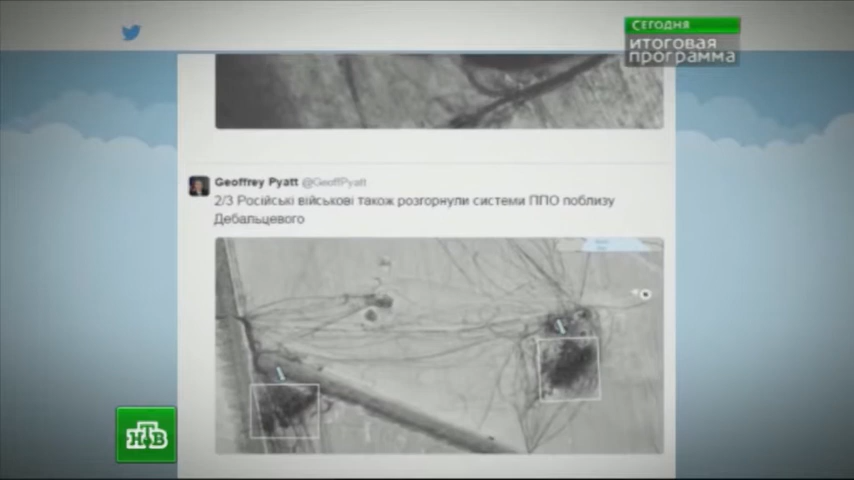 СЕГОДНЯ
итоговая
программа
Geoffrey Pyatt @GeoffPyatt
2/3 Російські військові також розгорнули системи ППО поблизу
Дебальцевого
НТВ